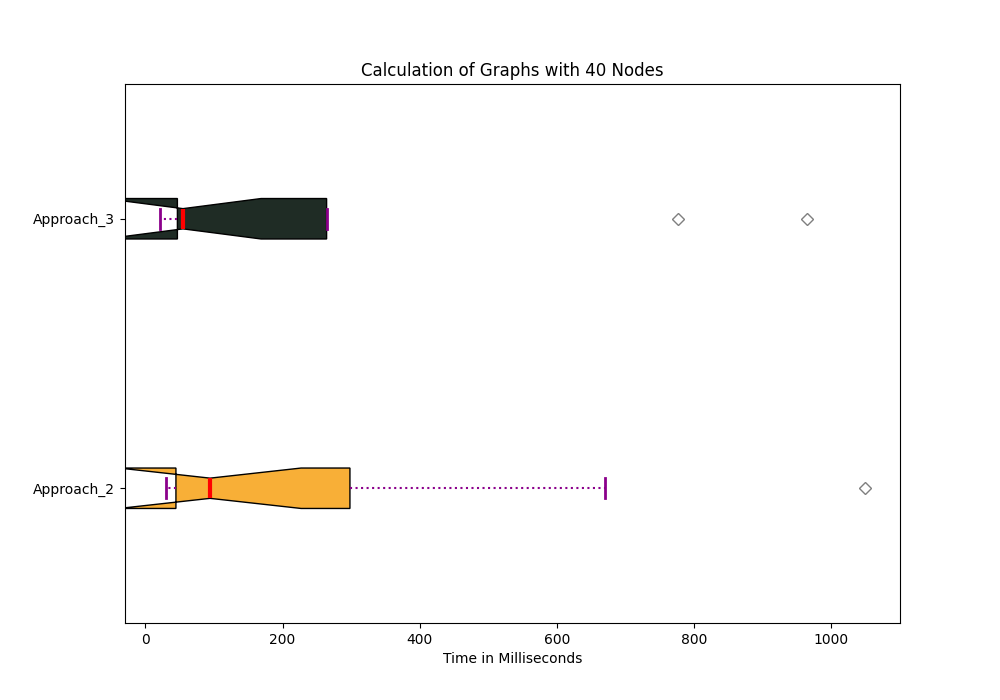 Calculation of Graphs with 40 Nodes
Approach_3
Approach_2
0 200 400 600 800 1000
Time in Milliseconds